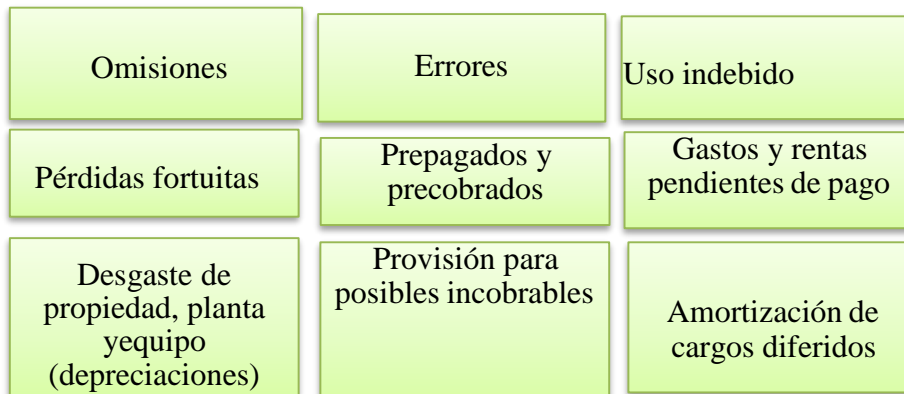 Omisiones
Errores
Uso indebido
Pérdidas fortuitas
Prepagados y
precobrados
Gastos y rentas
pendientes de pago
Desgaste de
propiedad, planta
yequipo
(depreciaciones)
Provisión para
posibles incobrables
Amortización de
cargos diferidos